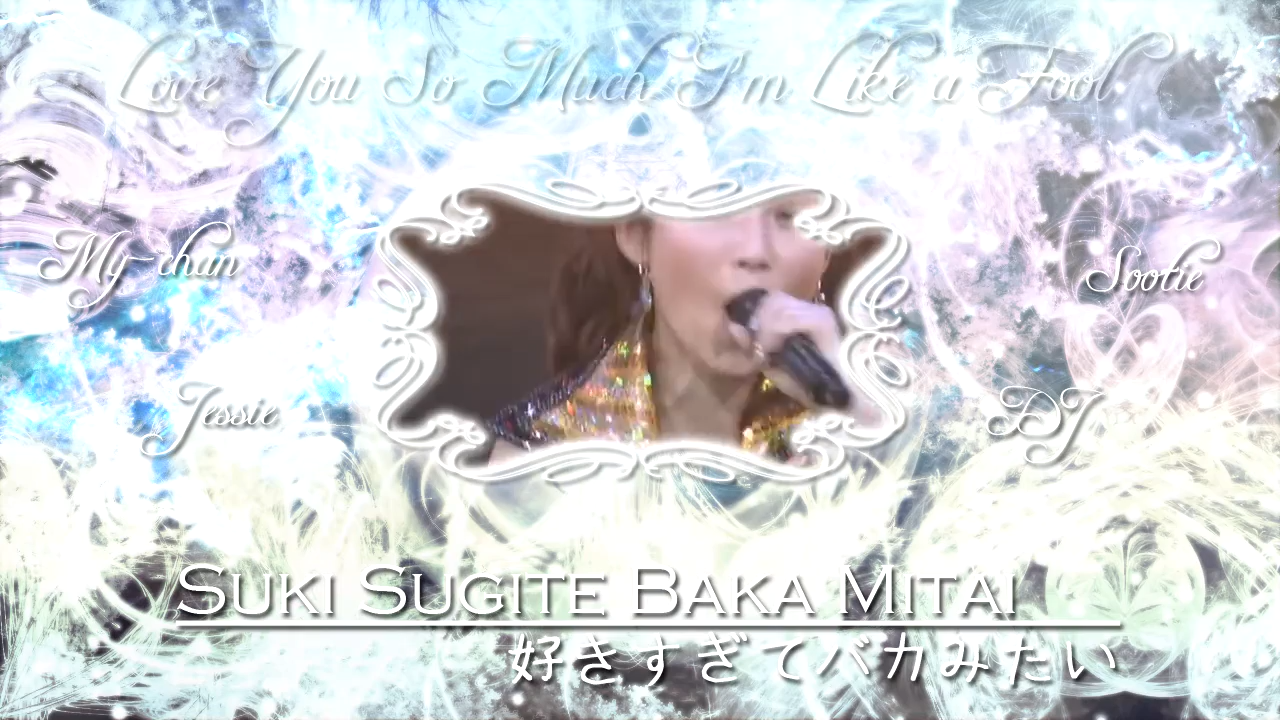 Love You So Much I'm Like a Fool
My-chan
Sootie
Jessie
DJ
Suki Sugite Baka Mitai
好きすぎてバカみたい